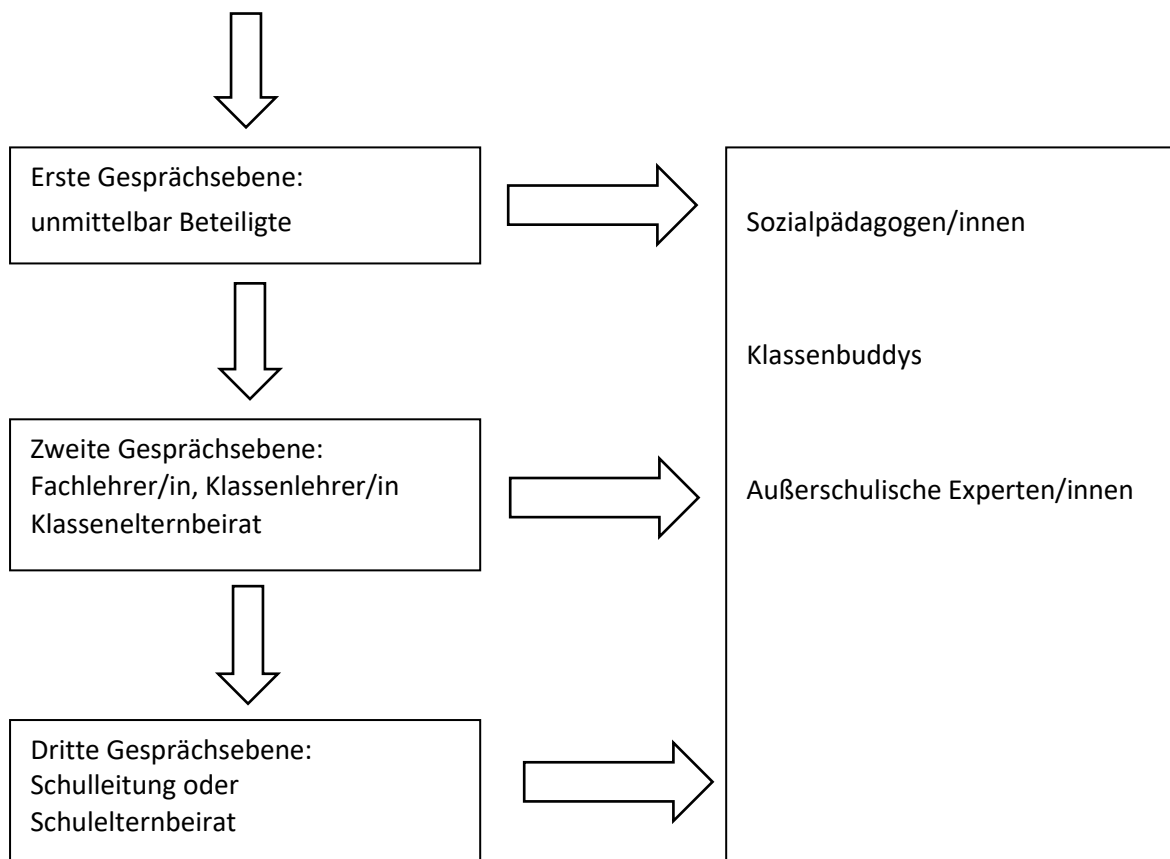 Erste Gesprächsebene:
unmittelbar Beteiligte
Sozialpädagogen/innen
Klassenbuddys
Zweite Gesprächsebene:
Fachlehrer/in, Klassenlehrer/in
Klassenelternbeirat
Außerschulische Experten/innen
Dritte Gesprächsebene:
Schulleitung oder
Schulelternbeirat